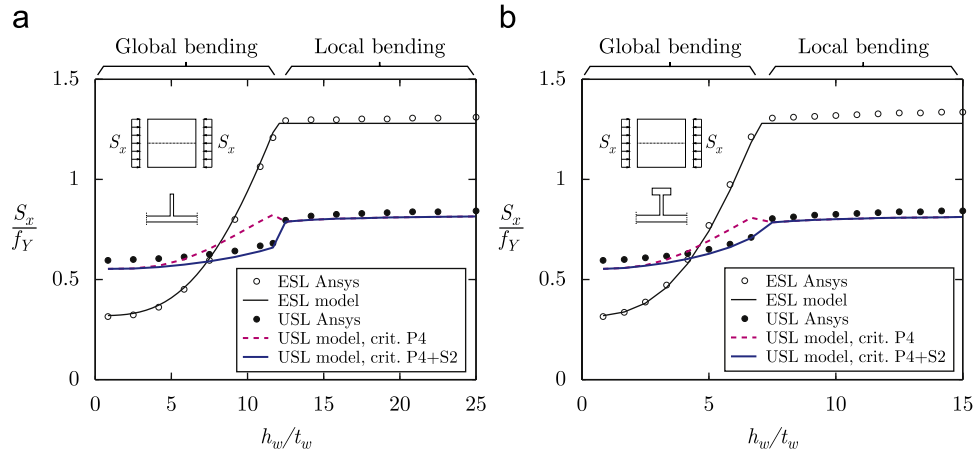 a
Global bending Local bending
1.5
1
0.5
0
S_x
f_Y
S_x S_x
ESL Ansys
ESL model
USL Ansys
USL model, crit. P4
USL model, crit. P4+S2
0 5 10 15 20 25
h_w/t_w
b
Global bending Local bending
1.5
1
0.5
0
S_x
f_Y
S_x S_x
ESL Ansys
ESL model
USL Ansys
USL model, crit. P4
USL model, crit. P4+S2
0 5 10 15
h_w/t_w